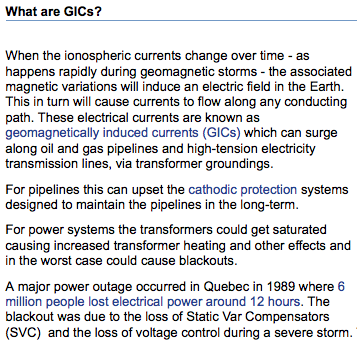 What are GICs?
When the ionospheric currents change over time - as
happens rapidly during geomagnetic storms - the associated
magnetic variations will induce an electric field in the Earth.
This in turn will cause currents to flow along any conducting
path. These electrical currents are known as
geomagnetically induced currents (GICs) which can surge
along oil and gas pipelines and high-tension electricity
transmission lines, via transformer groundings.
For pipelines this can upset the cathodic protection systems
designed to maintain the pipelines in the long-term.
For power systems the transformers could get saturated
causing increased transformer heating and other effects and
in the worst case could cause blackouts.
A major power outage occurred in Quebec in 1989 where 6
million people lost electrical power around 12 hours. The
blackout was due to the loss of Static Var Compensators
(SVC) and the loss of voltage control during a severe storm.